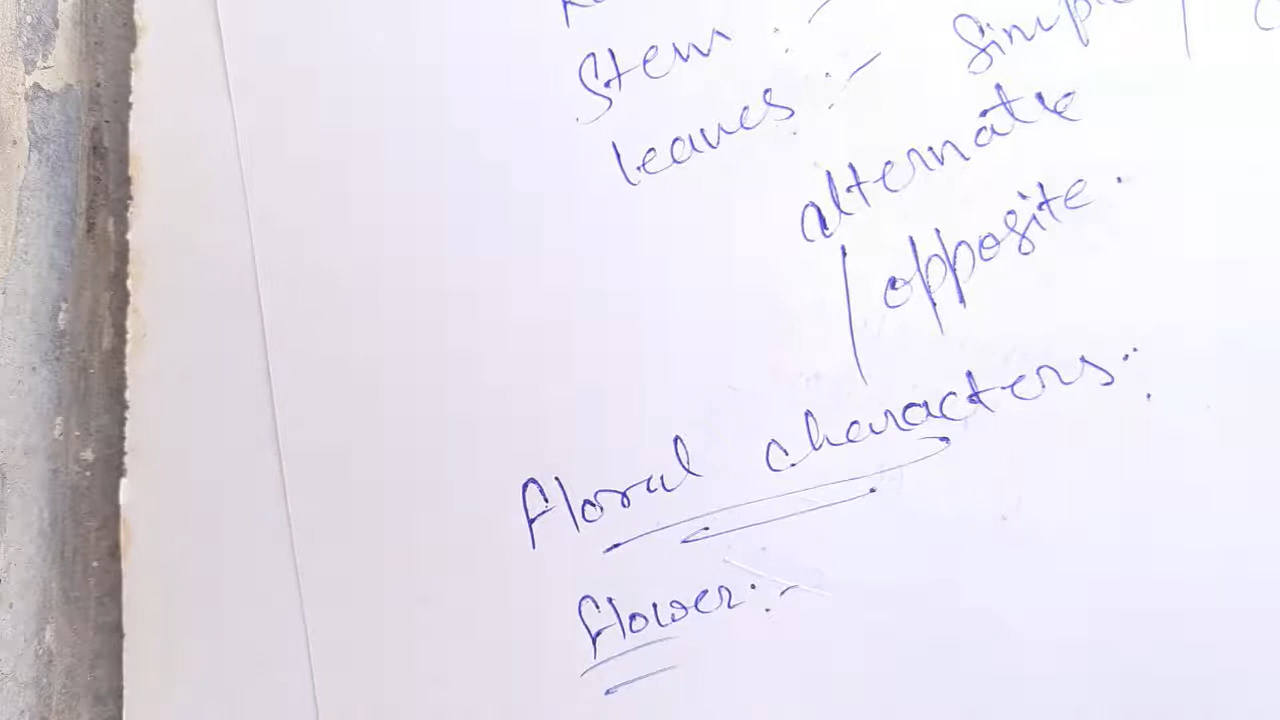 Stem :-
leaves :- Simple /
alternate
/ opposite.
floral characters:
flower :-